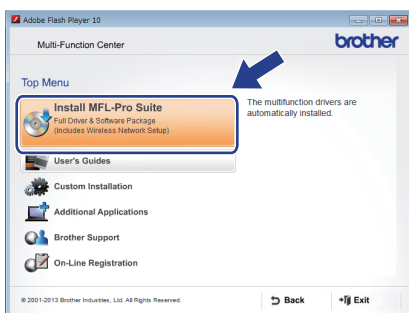 Adobe Flash Player 10
Multi-Function Center
brother
Top Menu
Install MFL-Pro Suite
Full Driver & Software Package
(Includes Wireless Network Setup)
The multifunction drivers are
automatically installed.
User's Guides
Custom Installation
Additional Applications
Brother Support
On-Line Registration
© 2001-2013 Brother Industries, Ltd. All Rights Reserved.
Back
Exit